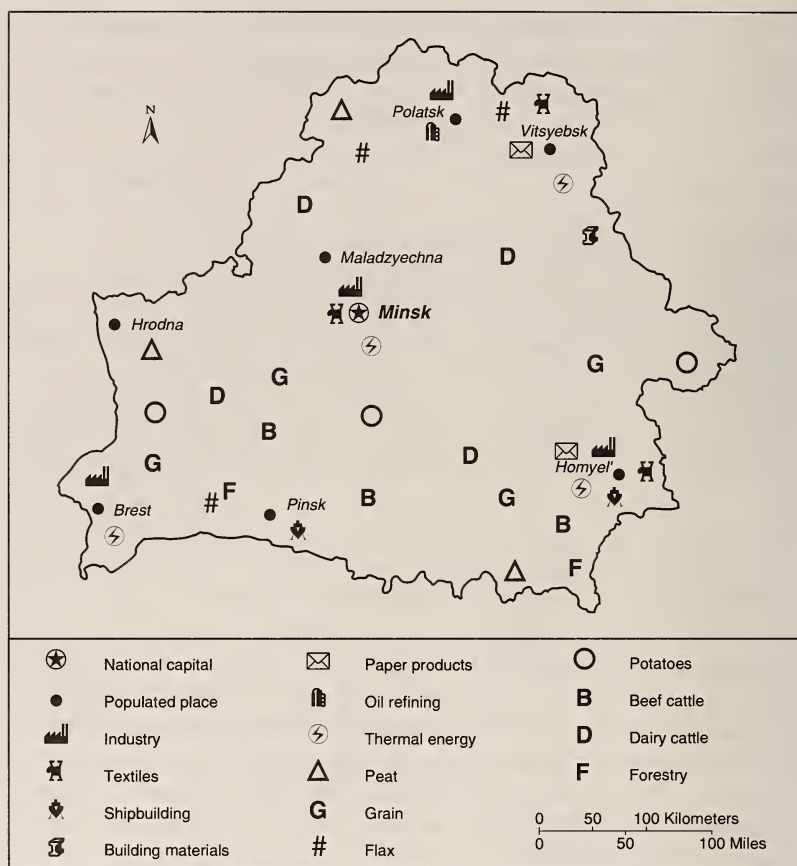 N
Polatsk
#
Vitsyebsk
#
D
Maladzyechna
D
Minsk
Hrodna
G
G
D
B
G
D
Homyel'
# F
Pinsk
B
G
Brest
B
F
National capital
Paper products
Potatoes
Populated place
Oil refining
B Beef cattle
Industry
Thermal energy
D Dairy cattle
Textiles
Peat
F Forestry
Shipbuilding
G Grain
0 50 100 Kilometers
0 50 100 Miles
Building materials
# Flax